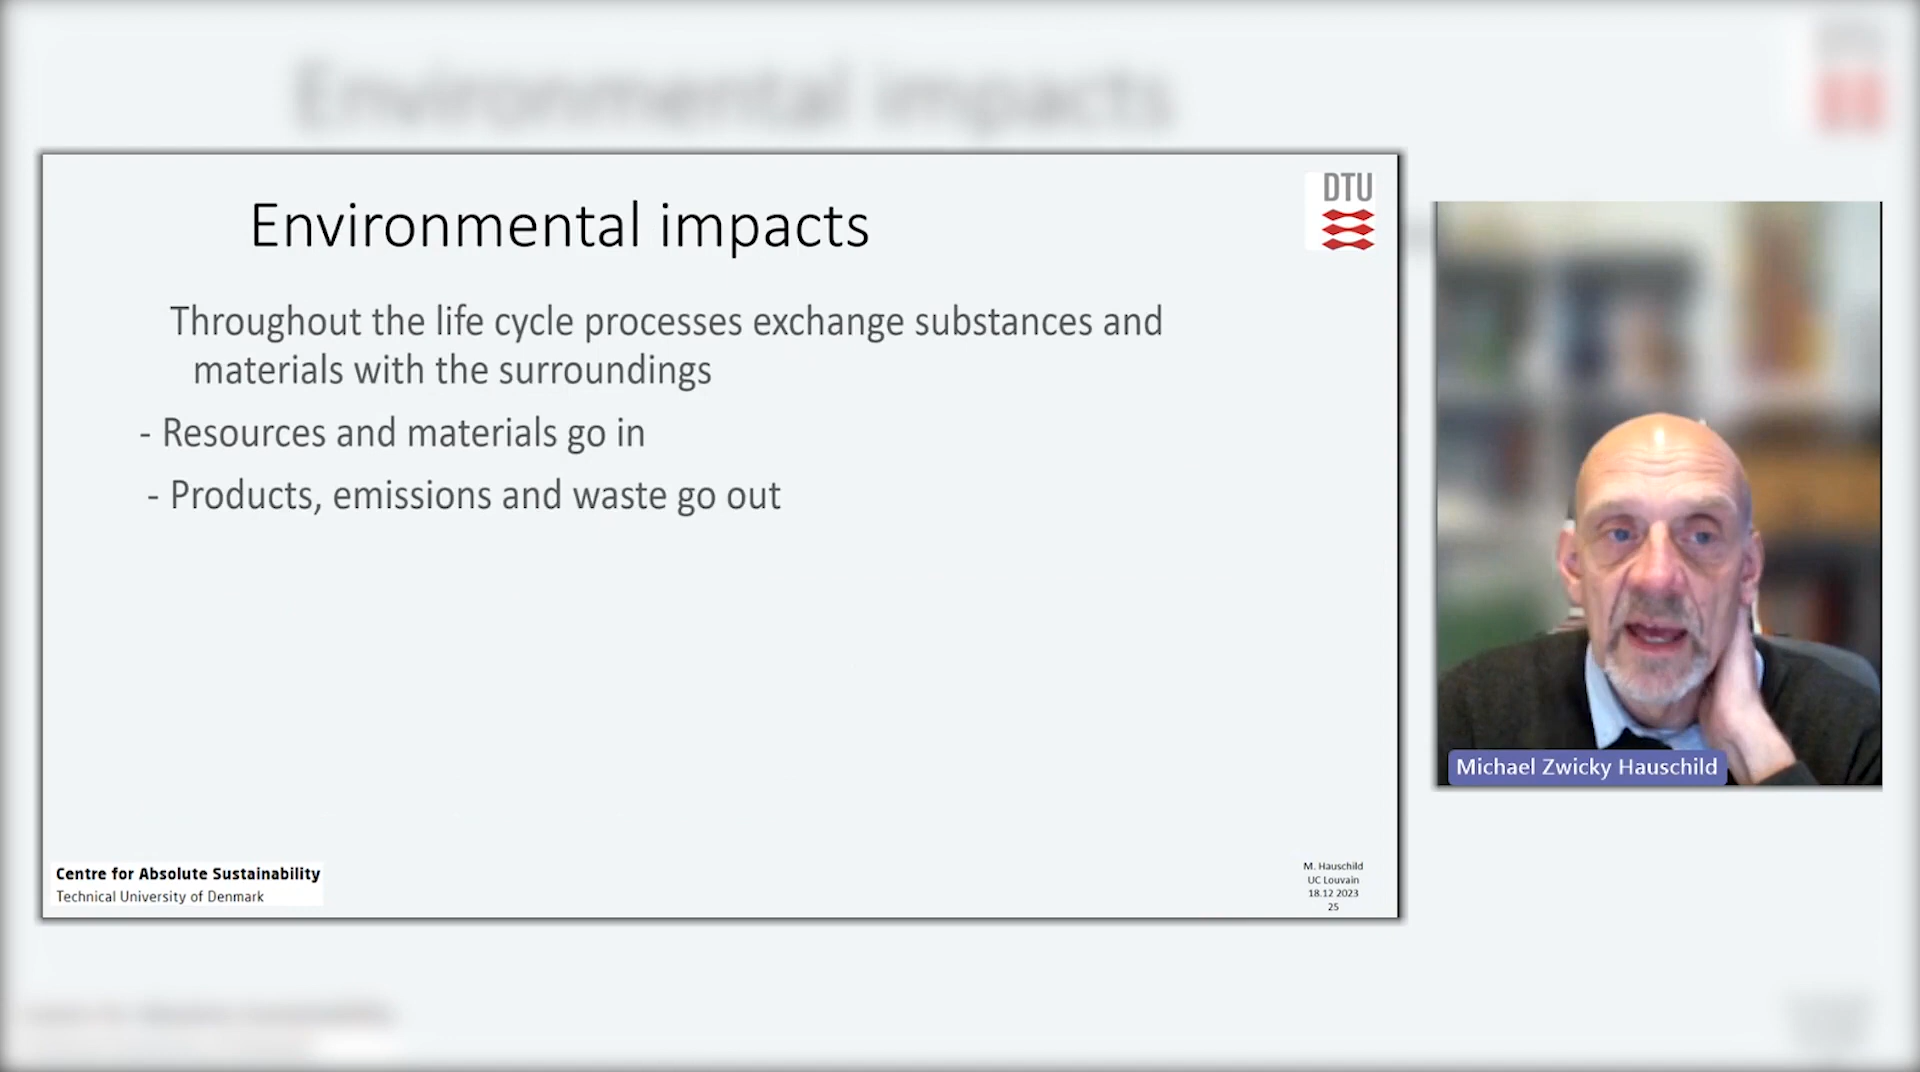 Environmental impacts
DTU
Environmental impacts
Throughout the life cycle processes exchange substances and
materials with the surroundings
- Resources and materials go in
- Products, emissions and waste go out
Centre for Absolute Sustainability
Technical University of Denmark
M. Hauschild
UC Louvain
18.12 2023
25
Michael Zwicky Hauschild